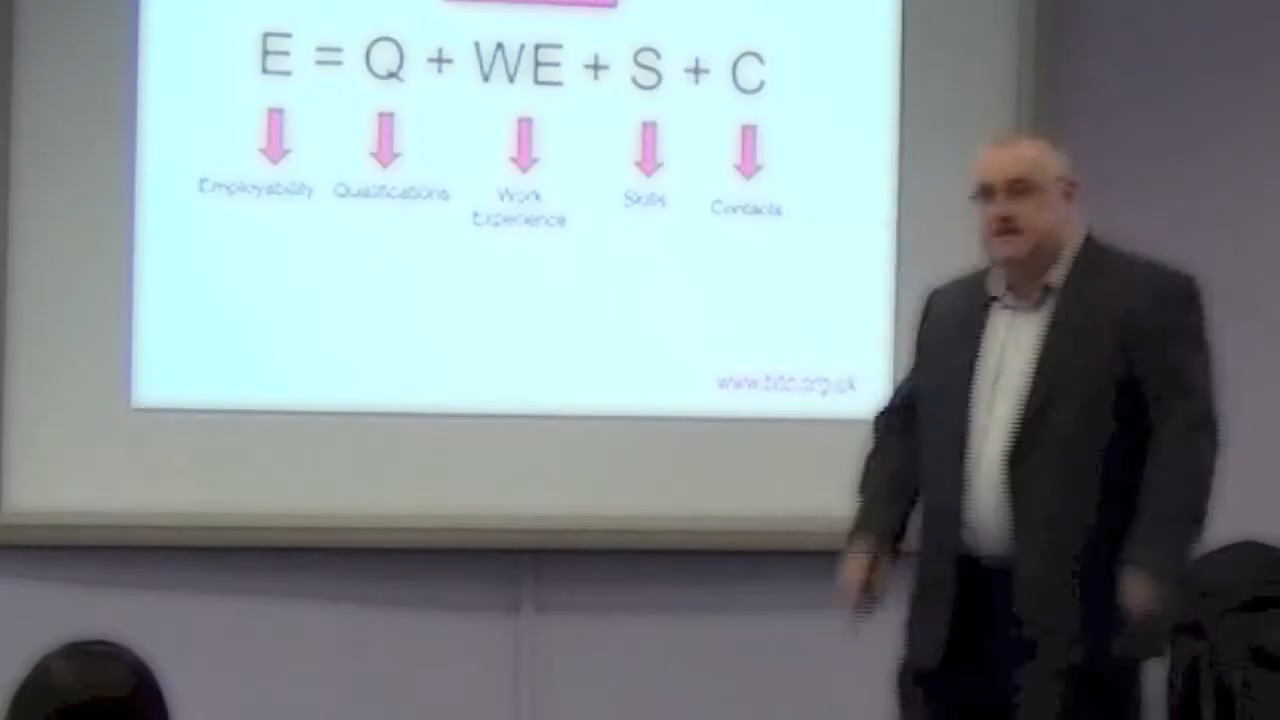 E = Q + WE + S + C
Employability Qualifications Work Skills Contacts
Experience